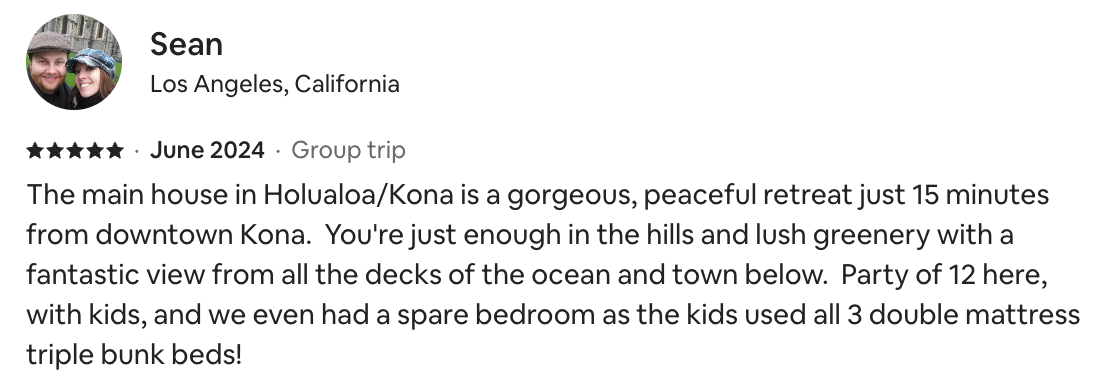 Sean
Los Angeles, California
★★★★★ · June 2024 · Group trip
The main house in Holualoa/Kona is a gorgeous, peaceful retreat just 15 minutes
from downtown Kona.  You're just enough in the hills and lush greenery with a
fantastic view from all the decks of the ocean and town below.  Party of 12 here,
with kids, and we even had a spare bedroom as the kids used all 3 double mattress
triple bunk beds!